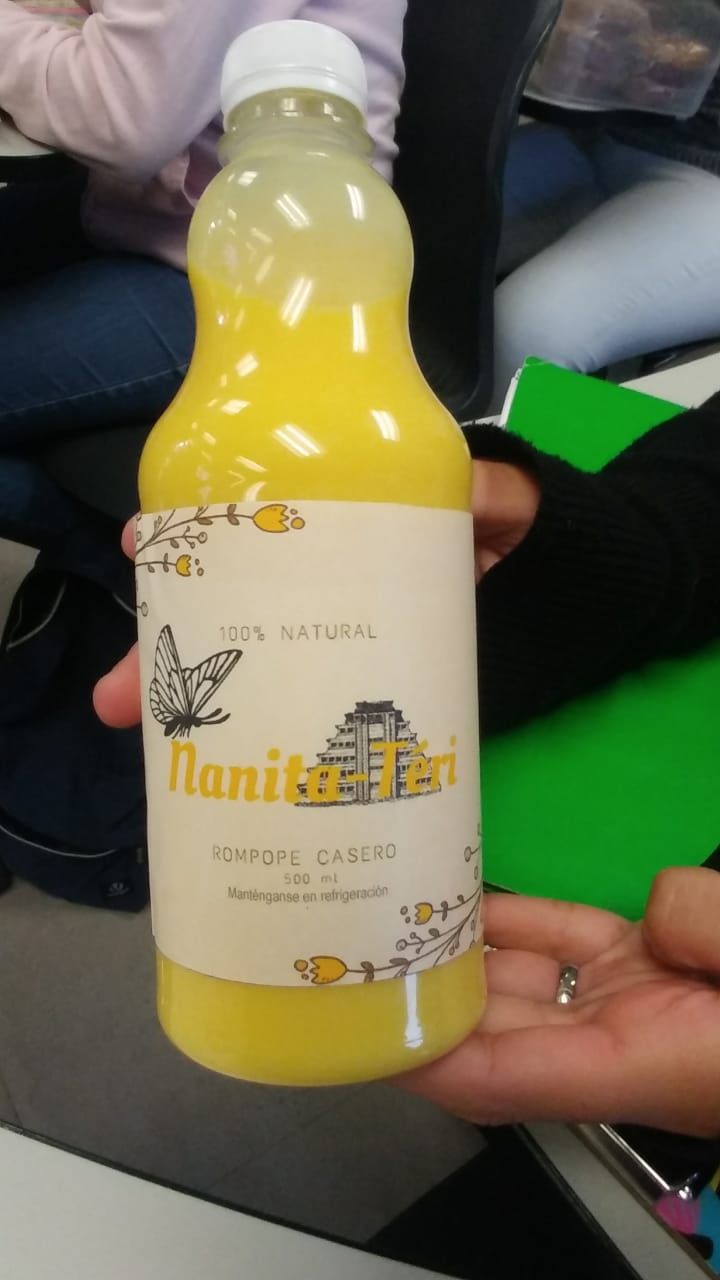 100% NATURAL
Nanita-Téri
ROMPOPE CASERO
500 ml
Manténganse en refrigeración